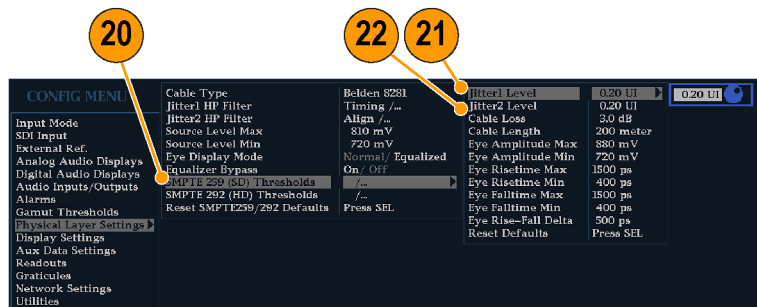 20
22
21
CONFIG MENU
Input Mode
SDI Input
External Ref.
Analog Audio Displays
Digital Audio Displays
Audio Inputs/Outputs
Alarms
Gamut Thresholds
Physical Layer Settings
Display Settings
Aux Data Settings
Readouts
Graticules
Network Settings
Utilities
Cable Type Belden 8281
Jitter1 HP Filter Timing /...
Jitter2 HP Filter Align /...
Source Level Max 810 mV
Source Level Min 720 mV
Eye Display Mode Normal/ Equalized
Equalizer Bypass On/ Off
SMPTE 259 (SD) Thresholds /...
SMPTE 292 (HD) Thresholds /...
Reset SMPTE259/292 Defaults Press SEL
Jitter1 Level 0.20 UI
Jitter2 Level 0.20 UI
Cable Loss 3.0 dB
Cable Length 200 meter
Eye Amplitude Max 880 mV
Eye Amplitude Min 720 mV
Eye Risetime Max 1500 ps
Eye Risetime Min 400 ps
Eye Falltime Max 1500 ps
Eye Falltime Min 400 ps
Eye Rise-Fall Delta 500 ps
Reset Defaults Press SEL
0.20 UI